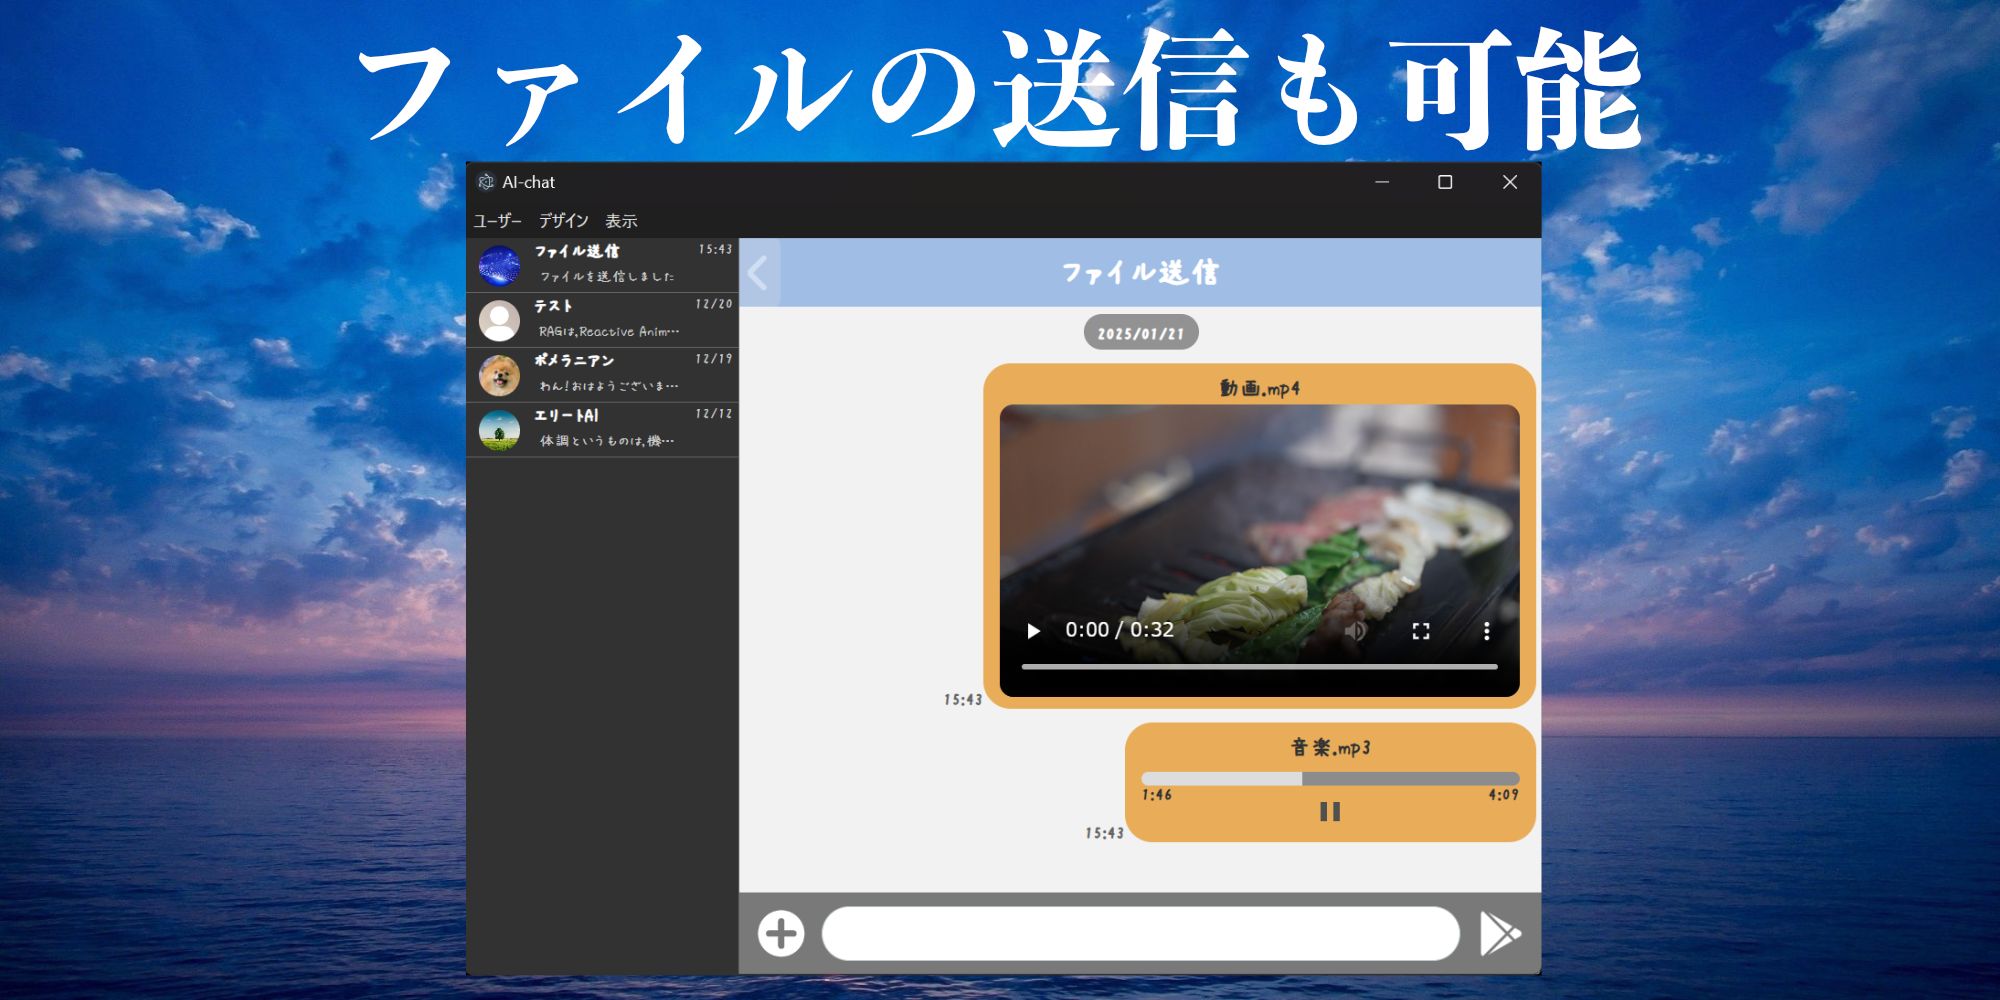 ファイルの送信も可能
AI-chat
ユーザー デザイン 表示
ファイル送信 15:43
ファイルを送信しました
テスト 12/20
RAGは,Reactive Anim…
ポメラニアン 12/19
わん!おはようございま…
エリートAI 12/12
体調というものは,機…
ファイル送信
2025/01/21
動画.mp4
0:00 / 0:32
15:43
音楽.mp3
1:46 4:09
15:43